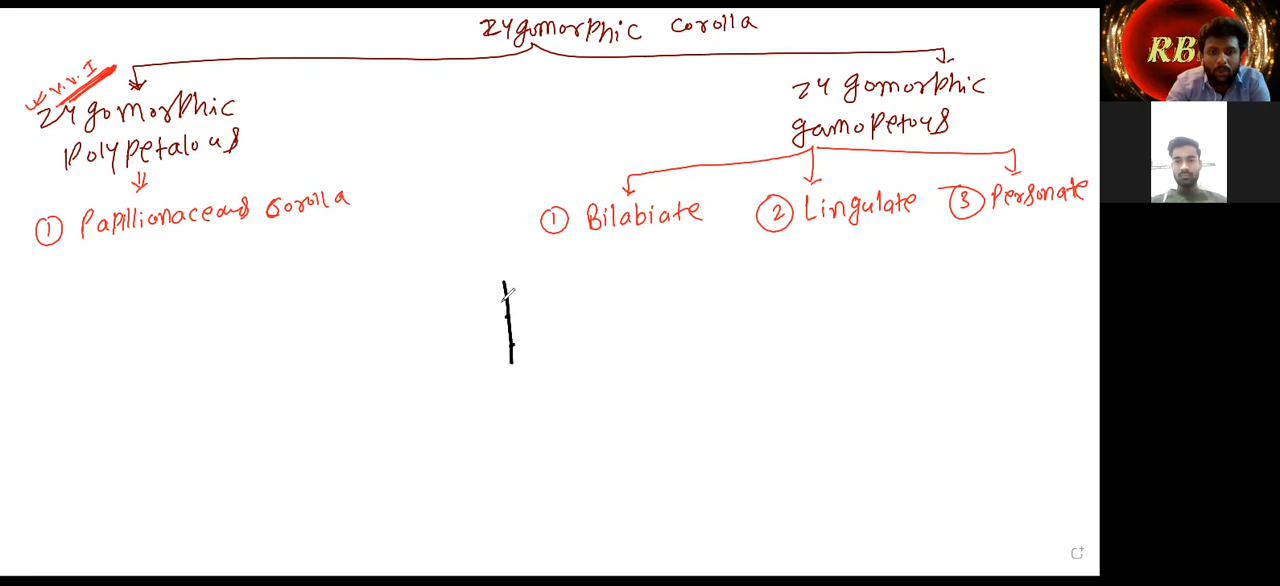 Zygomorphic corolla
V.V.I
Zygomorphic
Polypetalous
Zygomorphic
gamopetous
① Papillionaceous corolla
① Bilabiate
② Lingulate
③ Personate
RB